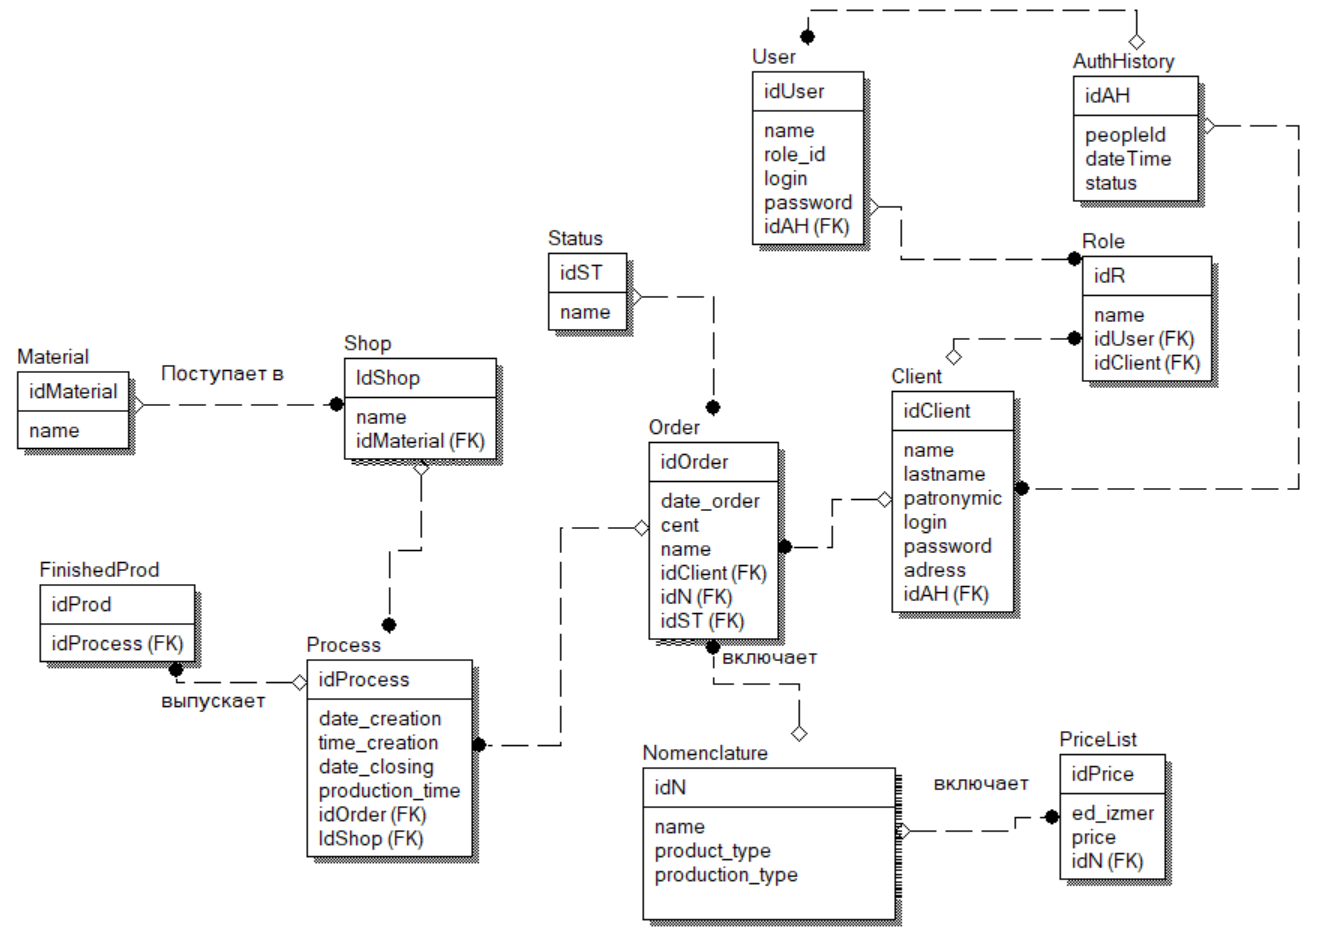 User
idUser
name
role_id
login
password
idAH (FK)
AuthHistory
idAH
peopleId
dateTime
status
Role
idR
name
idUser (FK)
idClient (FK)
Status
idST
name
Material
idMaterial
name
Поступает в
Shop
IdShop
name
idMaterial (FK)
Client
idClient
name
lastname
patronymic
login
password
adress
idAH (FK)
Order
idOrder
date_order
cent
name
idClient (FK)
idN (FK)
idST (FK)
включает
FinishedProd
idProd
idProcess (FK)
выпускает
Process
idProcess
date_creation
time_creation
date_closing
production_time
idOrder (FK)
IdShop (FK)
Nomenclature
idN
name
product_type
production_type
включает
PriceList
idPrice
ed_izmer
price
idN (FK)